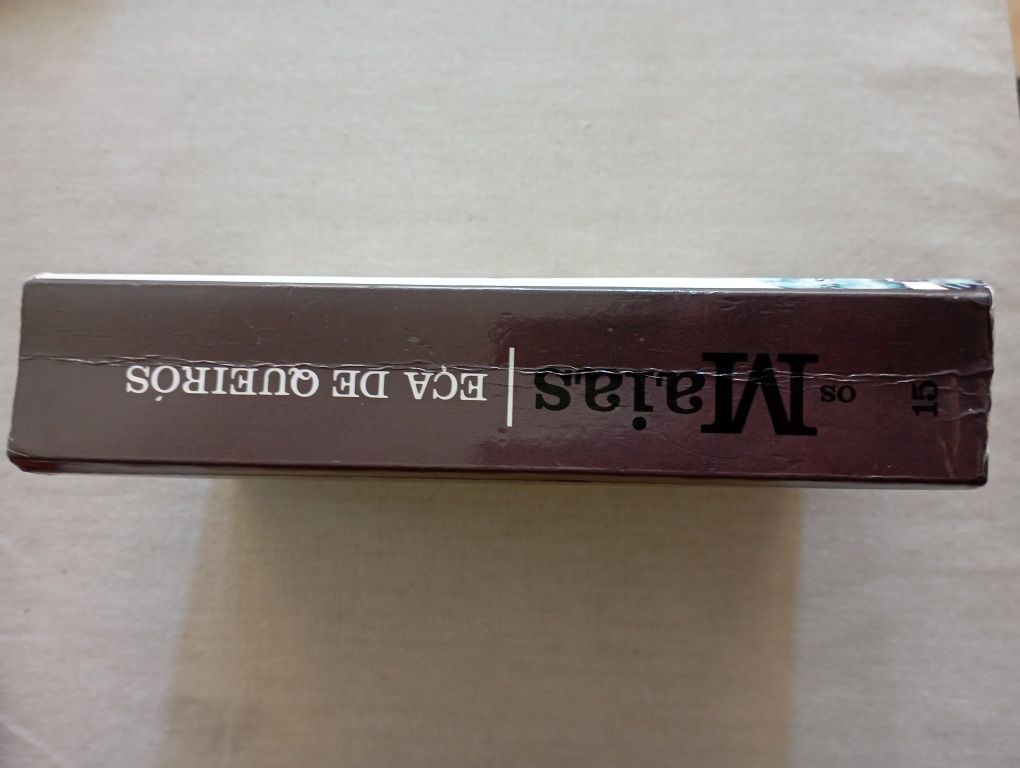 15
os Maias
EÇA DE QUEIRÓS